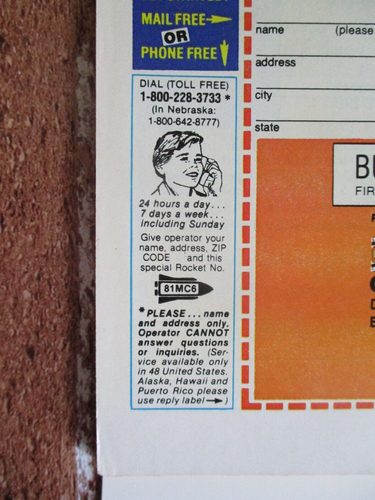 MAIL FREE→
OR
PHONE FREE
DIAL (TOLL FREE)
1-800-228-3733 *
(In Nebraska:
1-800-642-8777)
24 hours a day...
7 days a week...
including Sunday
Give operator your
name, address, ZIP
CODE and this
special Rocket No.
81MC6
*PLEASE...name
and address only.
Operator CANNOT
answer questions
or inquiries. (Ser-
vice available only
in 48 United States.
Alaska, Hawaii and
Puerto Rico please
use reply label→)
name (please
address
city
state
FIR